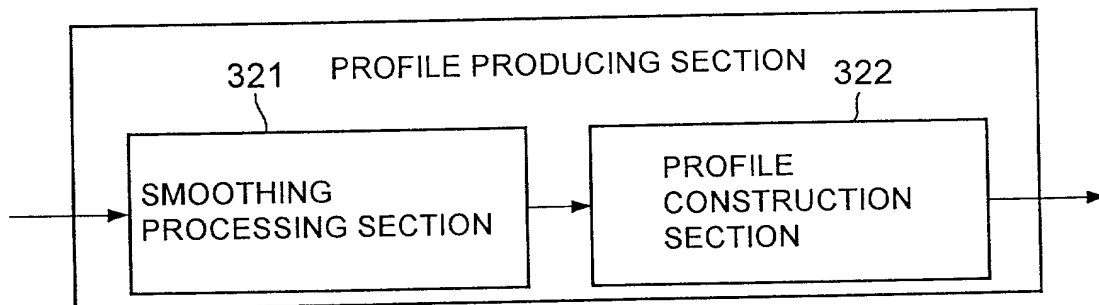 PROFILE PRODUCING SECTION
321
322
SMOOTHING
PROCESSING SECTION
PROFILE
CONSTRUCTION
SECTION